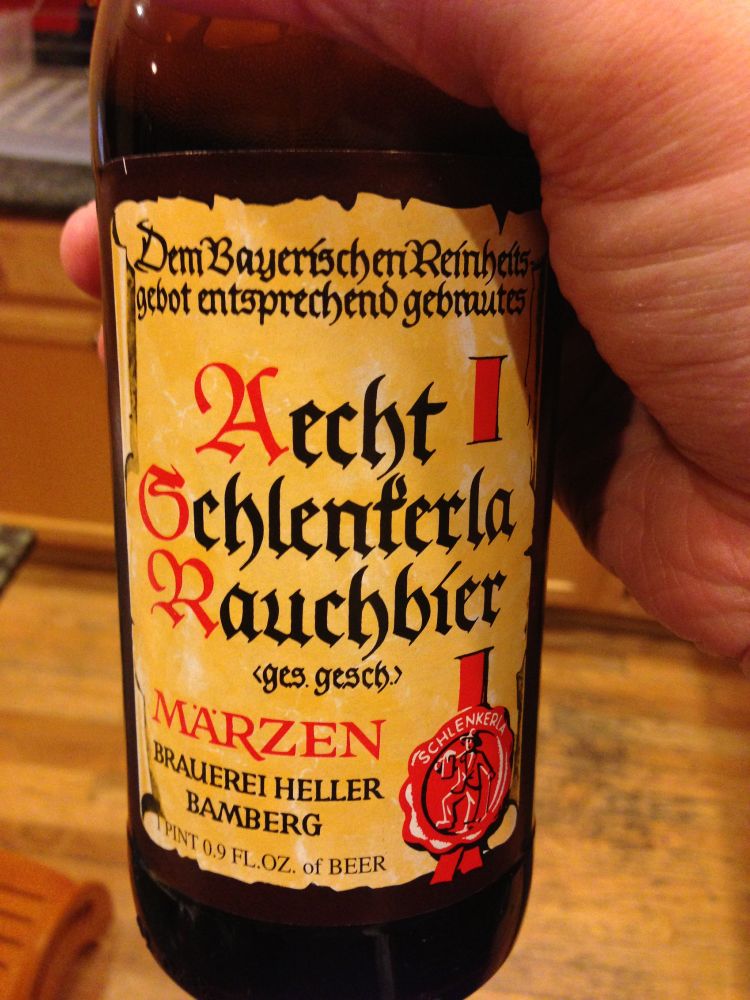 Dem Bayerischen Reinheits-
gebot entsprechend gebrautes
Aecht
Schlenkerla
Rauchbier
<ges. gesch.>
MÄRZEN
BRAUEREI HELLER
BAMBERG
1 PINT 0.9 FL.OZ. of BEER
SCHLENKERLA